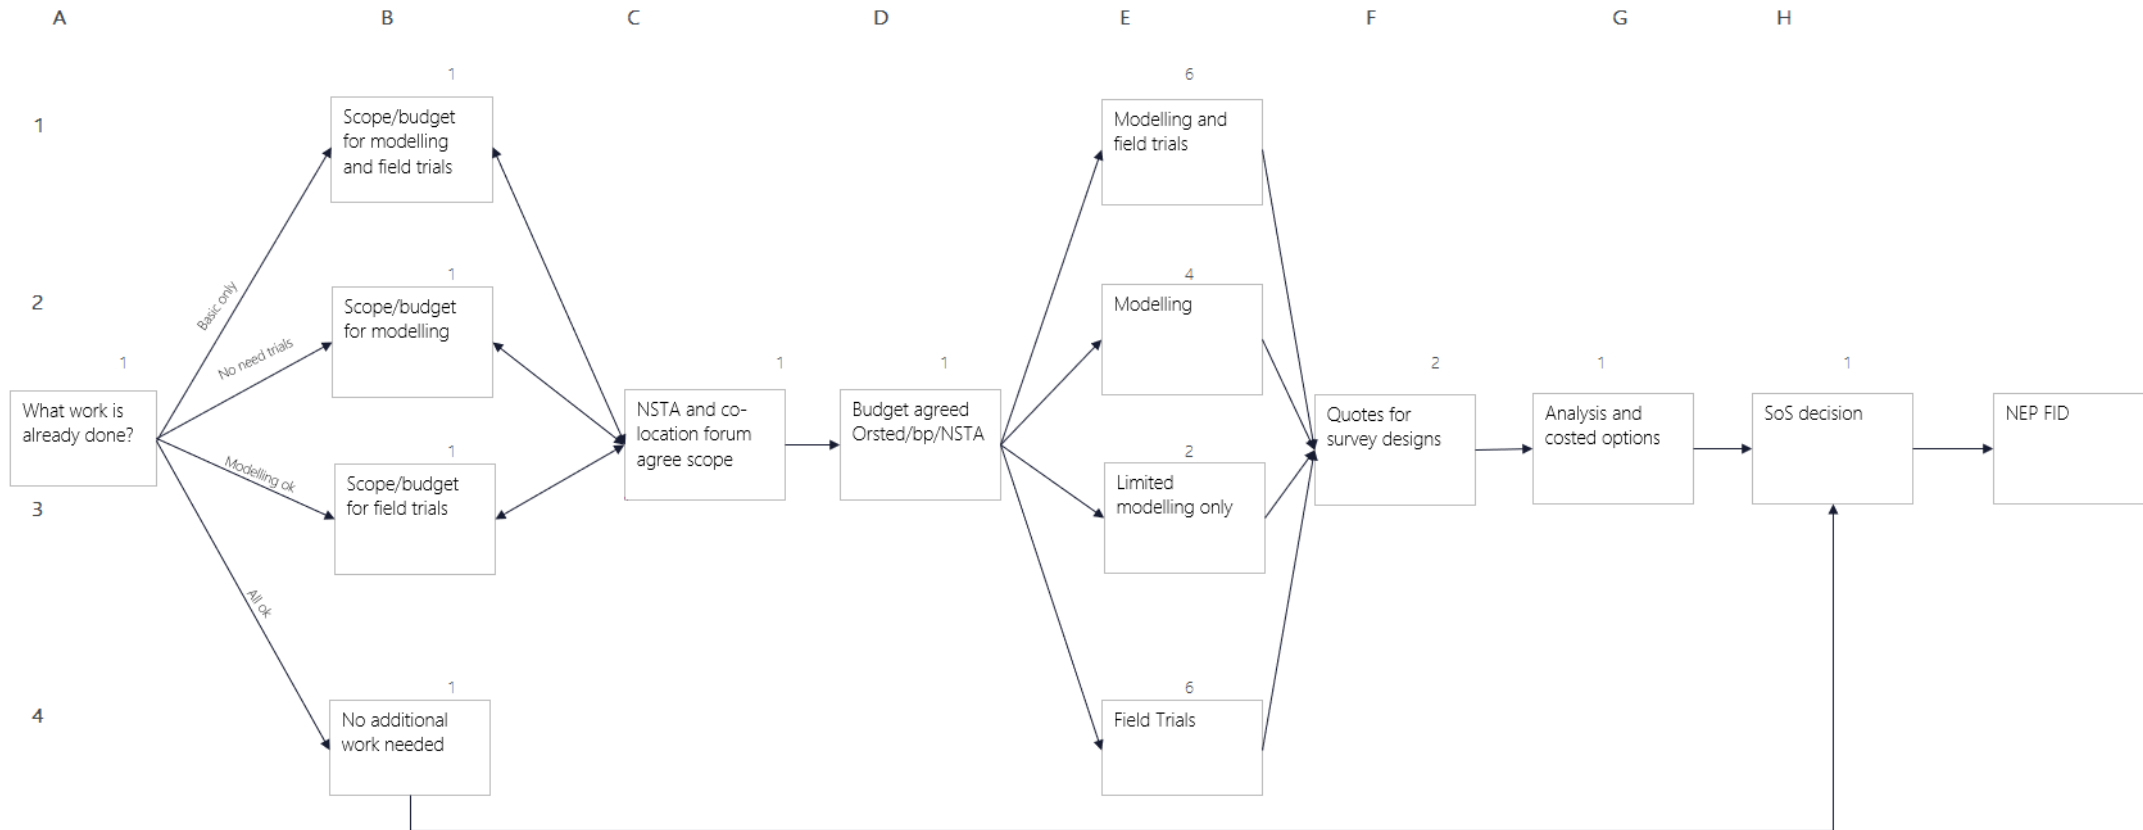 A B C D E F G H
1 6
1
Scope/budget
for modelling
and field trials
Modelling and
field trials
Basic only
1 4
2
Scope/budget
for modelling
Modelling
No need trials
1 1 1 2 1 1
What work is
already done?
NSTA and co-
location forum
agree scope
Budget agreed
Orsted/bp/NSTA
Quotes for
survey designs
Analysis and
costed options
SoS decision
NEP FID
Modelling ok
1 2
3
Scope/budget
for field trials
Limited
modelling only
All ok
1 6
4
No additional
work needed
Field Trials